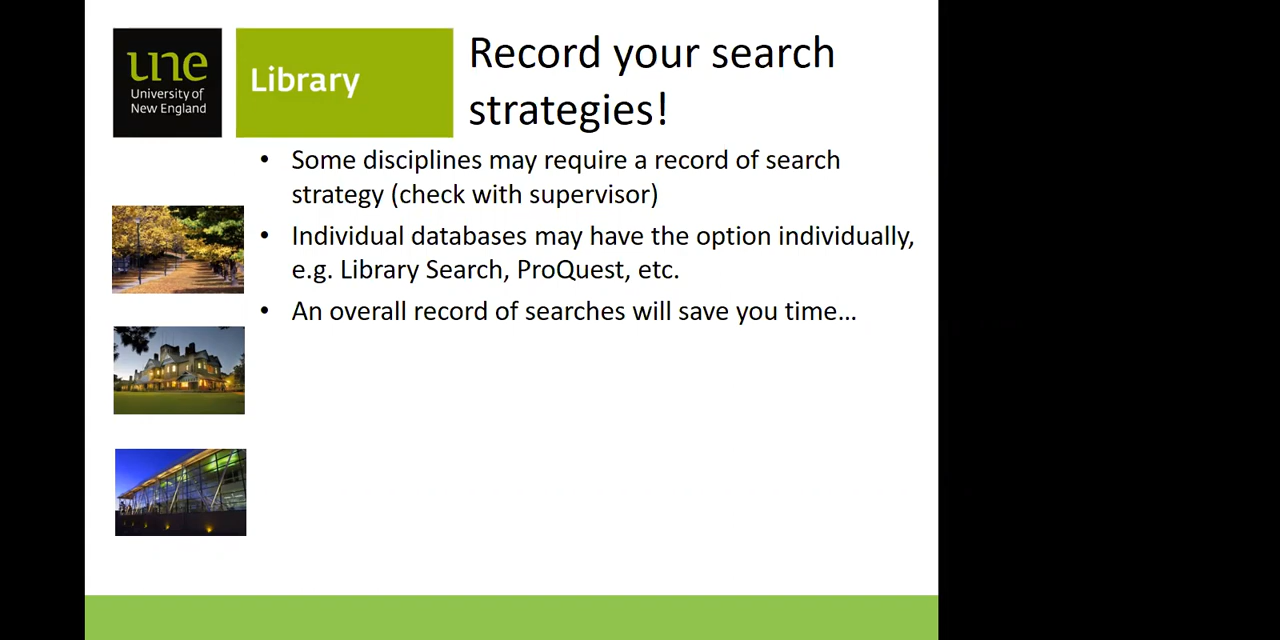 une
University of
New England
Library
Record your search
strategies!
• Some disciplines may require a record of search
strategy (check with supervisor)
• Individual databases may have the option individually,
e.g. Library Search, ProQuest, etc.
• An overall record of searches will save you time…